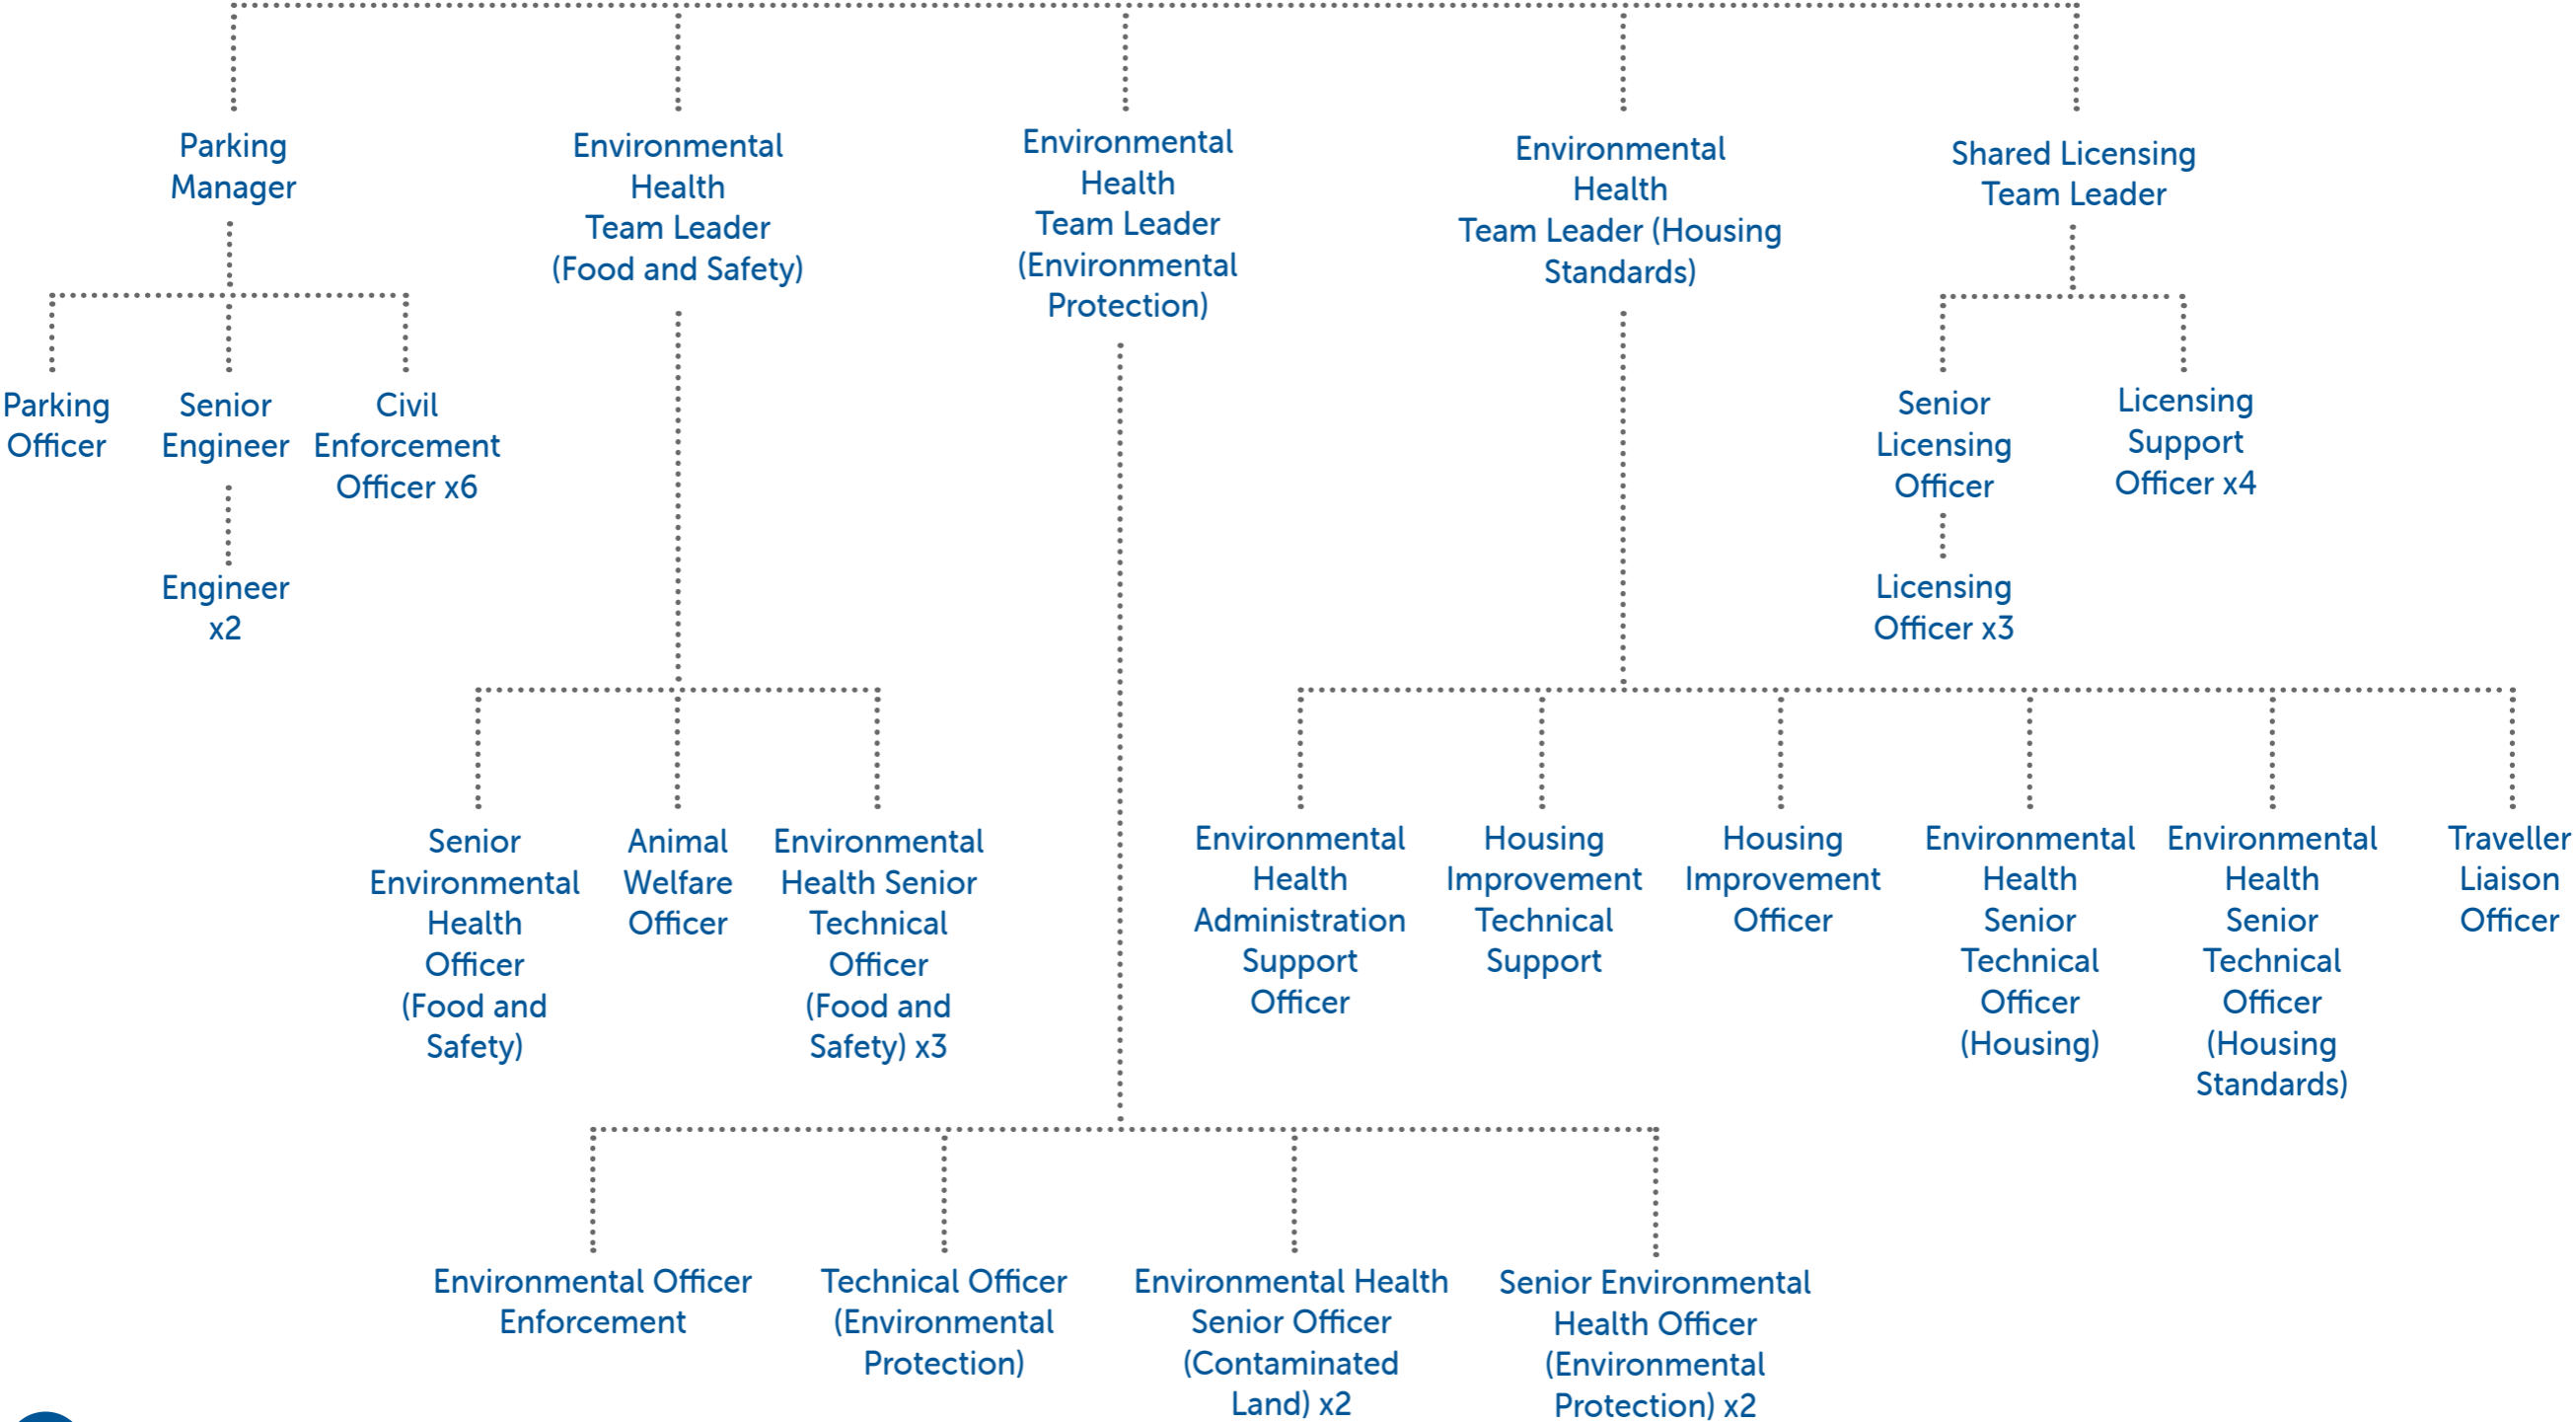 Parking
Manager
Environmental
Health
Team Leader
(Food and Safety)
Environmental
Health
Team Leader
(Environmental
Protection)
Environmental
Health
Team Leader (Housing
Standards)
Shared Licensing
Team Leader
Parking
Officer
Senior
Engineer
Civil
Enforcement
Officer x6
Engineer
x2
Senior
Licensing
Officer
Licensing
Support
Officer x4
Licensing
Officer x3
Senior
Environmental
Health
Officer
(Food and
Safety)
Animal
Welfare
Officer
Environmental
Health Senior
Technical
Officer
(Food and
Safety) x3
Environmental
Health
Administration
Support
Officer
Housing
Improvement
Technical
Support
Housing
Improvement
Officer
Environmental
Health
Senior
Technical
Officer
(Housing)
Environmental
Health
Senior
Technical
Officer
(Housing
Standards)
Traveller
Liaison
Officer
Environmental Officer
Enforcement
Technical Officer
(Environmental
Protection)
Environmental Health
Senior Officer
(Contaminated
Land) x2
Senior Environmental
Health Officer
(Environmental
Protection) x2